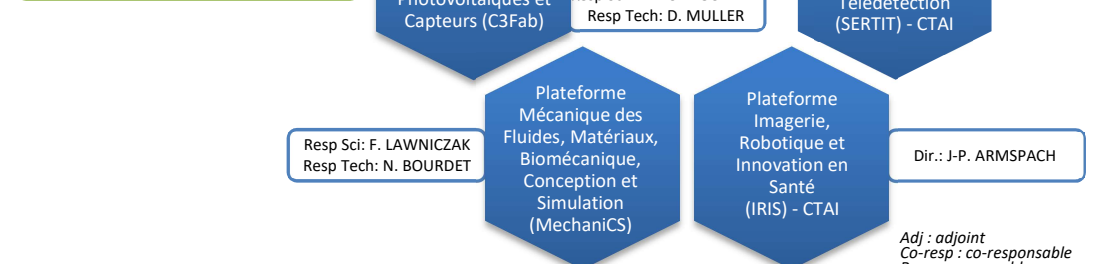 Photovoltaïques et
Capteurs (C3Fab)
Resp Tech: D. MULLER
Télédétection
(SERTIT) - CTAI
Resp Sci: F. LAWNICZAK
Resp Tech: N. BOURDET
Plateforme
Mécanique des
Fluides, Matériaux,
Biomécanique,
Conception et
Simulation
(MechaniCS)
Plateforme
Imagerie,
Robotique et
Innovation en
Santé
(IRIS) - CTAI
Dir.: J-P. ARMSPACH
Adj : adjoint
Co-resp : co-responsable